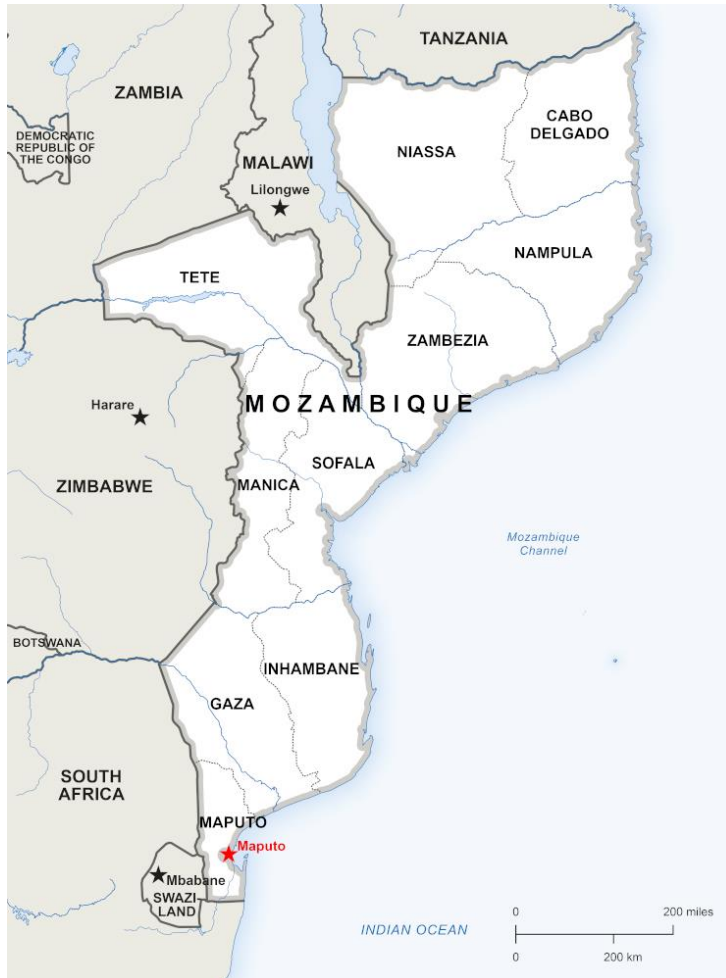 TANZANIA
ZAMBIA
CABO
DELGADO
DEMOCRATIC
REPUBLIC OF
THE CONGO
NIASSA
MALAWI
Lilongwe
NAMPULA
TETE
ZAMBEZIA
Harare
MOZAMBIQUE
SOFALA
MANICA
ZIMBABWE
Mozambique
Channel
BOTSWANA
INHAMBANE
GAZA
SOUTH
AFRICA
MAPUTO
Maputo
Mbabane
SWAZI-
LAND
INDIAN OCEAN
0
200 miles
0
200 km